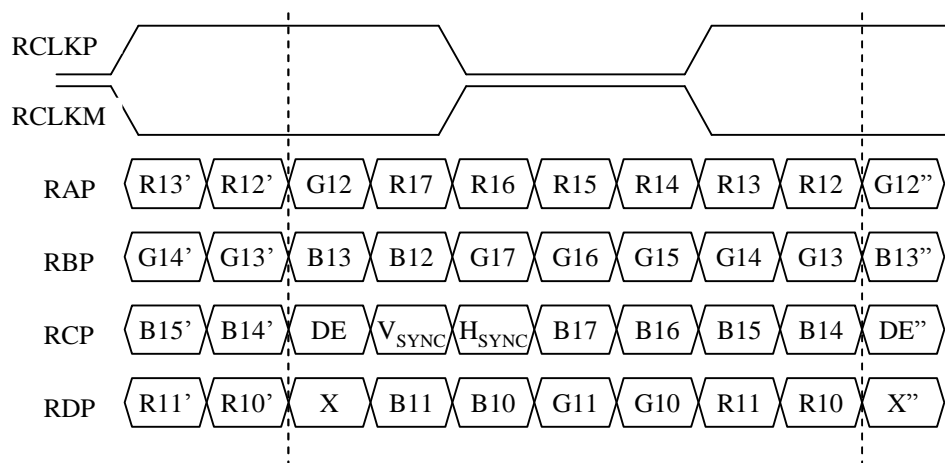 RCLKP
RCLKM
RAP R13’ R12’ G12 R17 R16 R15 R14 R13 R12 G12”
RBP G14’ G13’ B13 B12 G17 G16 G15 G14 G13 B13”
RCP B15’ B14’ DE VSYNC HSYNC B17 B16 B15 B14 DE”
RDP R11’ R10’ X B11 B10 G11 G10 R11 R10 X”